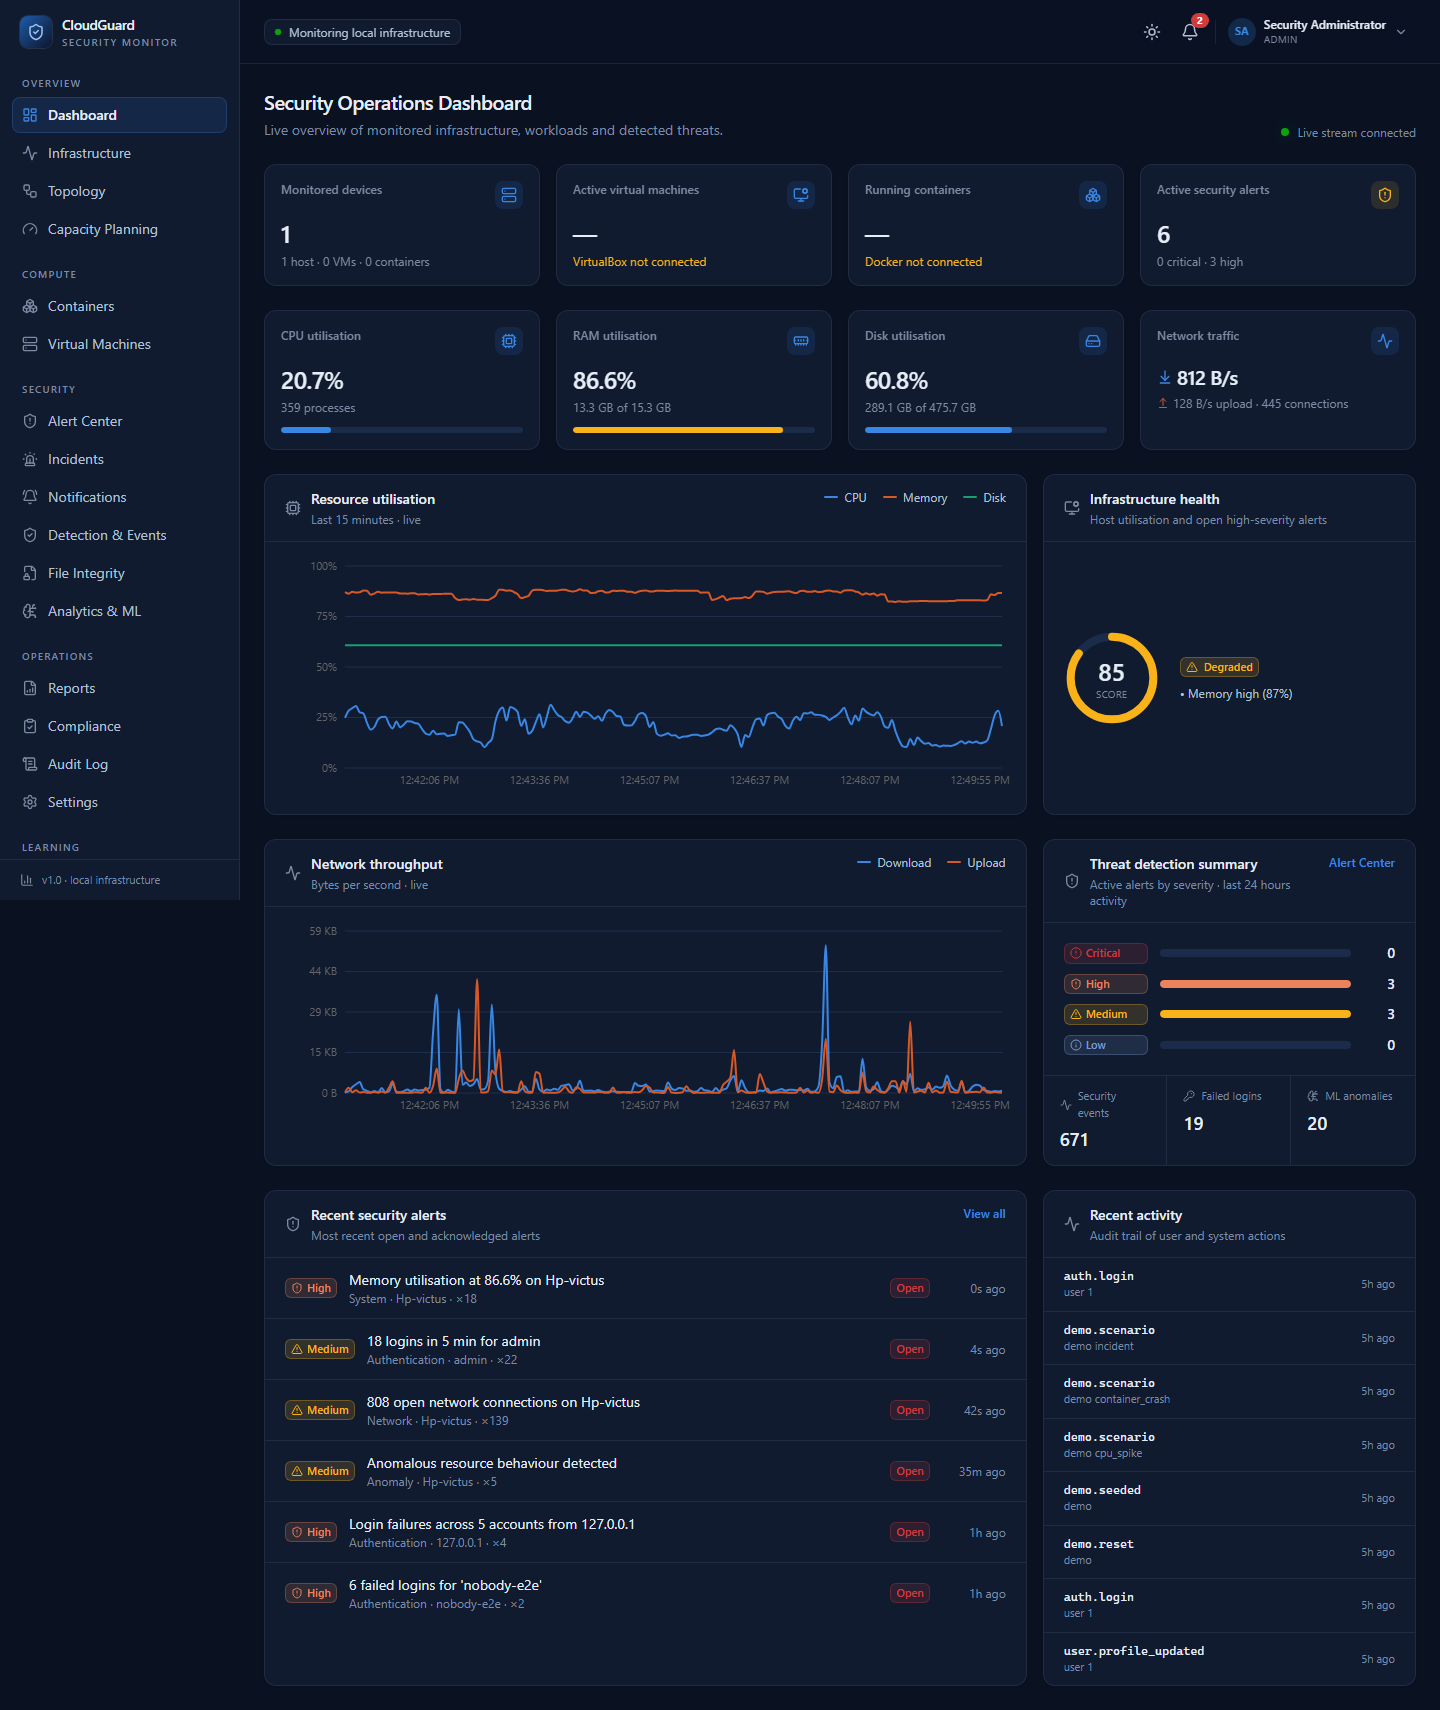 CloudGuard
SECURITY MONITOR
OVERVIEW
Dashboard
Infrastructure
Topology
Capacity Planning
COMPUTE
Containers
Virtual Machines
SECURITY
Alert Center
Incidents
Notifications
Detection & Events
File Integrity
Analytics & ML
OPERATIONS
Reports
Compliance
Audit Log
Settings
LEARNING
v1.0 · local infrastructure
Monitoring local infrastructure
2
SA
Security Administrator
ADMIN
Security Operations Dashboard
Live overview of monitored infrastructure, workloads and detected threats.
Live stream connected
Monitored devices
1
1 host · 0 VMs · 0 containers
Active virtual machines
—
VirtualBox not connected
Running containers
—
Docker not connected
Active security alerts
6
0 critical · 3 high
CPU utilisation
20.7%
359 processes
RAM utilisation
86.6%
13.3 GB of 15.3 GB
Disk utilisation
60.8%
289.1 GB of 475.7 GB
Network traffic
812 B/s
128 B/s upload · 445 connections
Resource utilisation
Last 15 minutes · live
CPU
Memory
Disk
100%
75%
50%
25%
0%
12:42:06 PM
12:43:36 PM
12:45:07 PM
12:46:37 PM
12:48:07 PM
12:49:55 PM
Infrastructure health
Host utilisation and open high-severity alerts
85
SCORE
Degraded
• Memory high (87%)
Network throughput
Bytes per second · live
Download
Upload
59 KB
44 KB
29 KB
15 KB
0 B
12:42:06 PM
12:43:36 PM
12:45:07 PM
12:46:37 PM
12:48:07 PM
12:49:55 PM
Threat detection summary
Alert Center
Active alerts by severity · last 24 hours
activity
Critical
0
High
3
Medium
3
Low
0
Security
events
671
Failed logins
19
ML anomalies
20
Recent security alerts
View all
Most recent open and acknowledged alerts
High
Memory utilisation at 86.6% on Hp-victus
System · Hp-victus · ×18
Open
0s ago
Medium
18 logins in 5 min for admin
Authentication · admin · ×22
Open
4s ago
Medium
808 open network connections on Hp-victus
Network · Hp-victus · ×139
Open
42s ago
Medium
Anomalous resource behaviour detected
Anomaly · Hp-victus · ×5
Open
35m ago
High
Login failures across 5 accounts from 127.0.0.1
Authentication · 127.0.0.1 · ×4
Open
1h ago
High
6 failed logins for 'nobody-e2e'
Authentication · nobody-e2e · ×2
Open
1h ago
Recent activity
Audit trail of user and system actions
auth.login
user 1
5h ago
demo.scenario
demo incident
5h ago
demo.scenario
demo container_crash
5h ago
demo.scenario
demo cpu_spike
5h ago
demo.seeded
demo
5h ago
demo.reset
demo
5h ago
auth.login
user 1
5h ago
user.profile_updated
user 1
5h ago